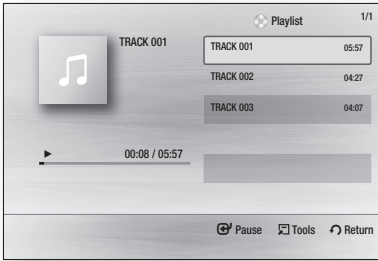 Playlist 1/1
TRACK 001
TRACK 001 05:57
TRACK 002 04:27
TRACK 003 04:07
00:08 / 05:57
Pause Tools Return